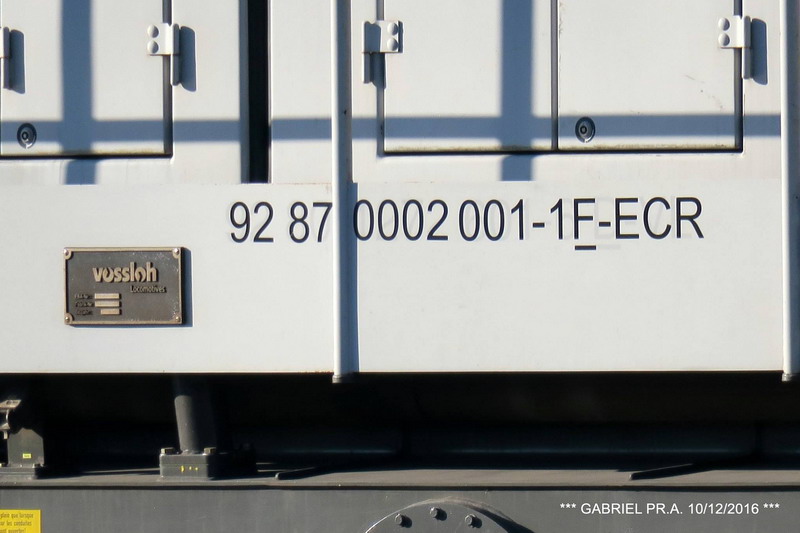 92 87 0002 001-1F-ECR
vossloh
Locomotives
*** GABRIEL PR.A. 10/12/2016 ***